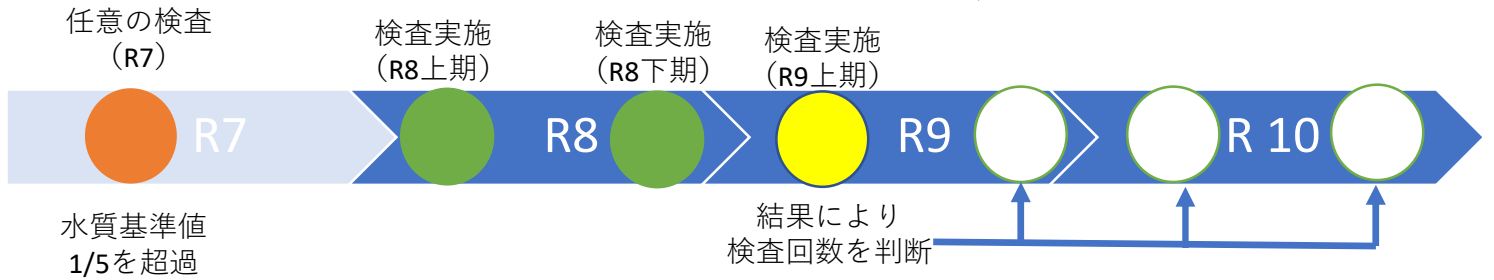 任意の検査
（R7）
検査実施
（R8上期）
検査実施
（R8下期）
検査実施
（R9上期）
R7
R8
R9
R 10
水質基準値
1/5を超過
結果により
検査回数を判断